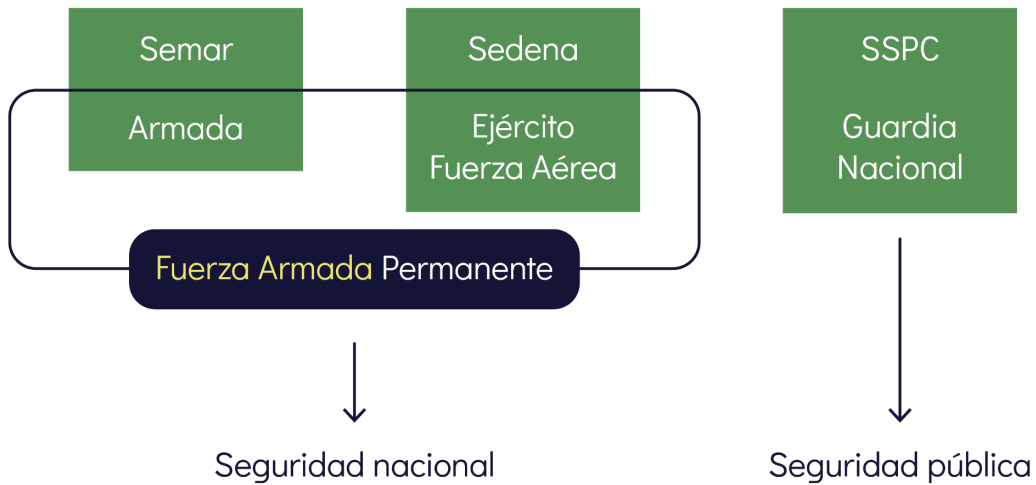 Semar
Armada
Sedena
Ejército
Fuerza Aérea
SSPC
Guardia
Nacional
Fuerza Armada Permanente
Seguridad nacional
Seguridad pública